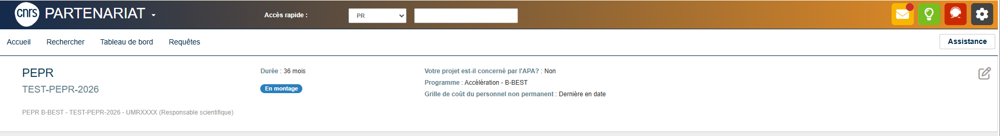 cnrs PARTENARIAT Accès rapide : PR
Accueil Rechercher Tableau de bord Requêtes Assistance
PEPR
TEST-PEPR-2026
PEPR B-BEST - TEST-PEPR-2026 - UMRXXXX (Responsable scientifique)
Durée : 36 mois
En montage
Votre projet est-il concerné par l'APA? : Non
Programme : Accélération - B-BEST
Grille de coût du personnel non permanent : Dernière en date